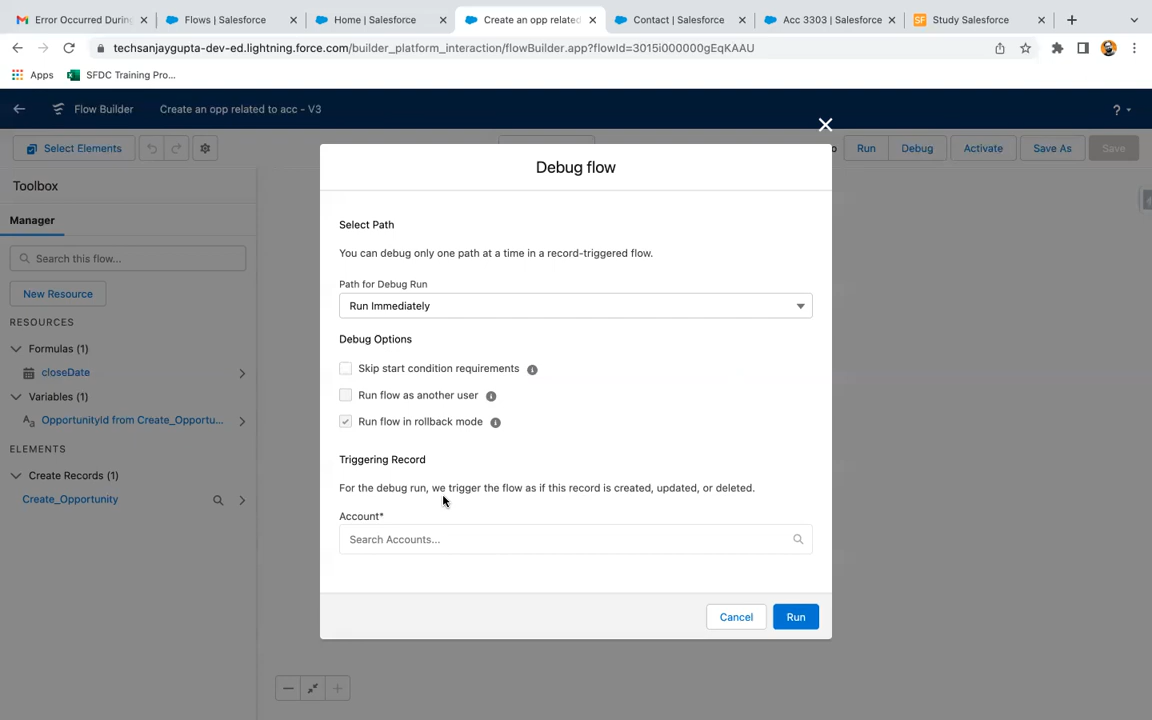 Error Occurred During
Flows | Salesforce
Home | Salesforce
Create an opp related
Contact | Salesforce
Acc 3303 | Salesforce
Study Salesforce
techsanjaygupta-dev-ed.lightning.force.com/builder_platform_interaction/flowBuilder.app?flowId=3015i000000gEqKAAU
Apps
SFDC Training Pro...
Flow Builder
Create an opp related to acc - V3
?
Select Elements
Run
Debug
Activate
Save As
Save
Toolbox
Manager
Search this flow...
New Resource
RESOURCES
Formulas (1)
closeDate
Variables (1)
OpportunityId from Create_Opportu...
ELEMENTS
Create Records (1)
Create_Opportunity
Debug flow
Select Path
You can debug only one path at a time in a record-triggered flow.
Path for Debug Run
Run Immediately
Debug Options
Skip start condition requirements
Run flow as another user
Run flow in rollback mode
Triggering Record
For the debug run, we trigger the flow as if this record is created, updated, or deleted.
Account*
Search Accounts...
Cancel
Run